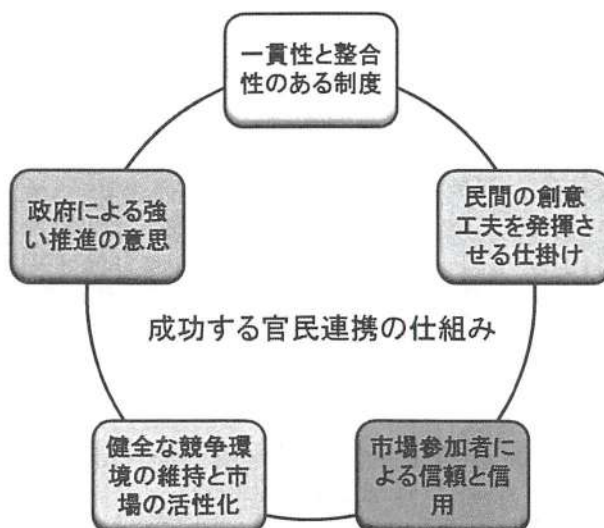 一貫性と整合
性のある制度
政府による強
い推進の意思
民間の創意
工夫を発揮さ
せる仕掛け
成功する官民連携の仕組み
健全な競争環
境の維持と市
場の活性化
市場参加者に
よる信頼と信
用